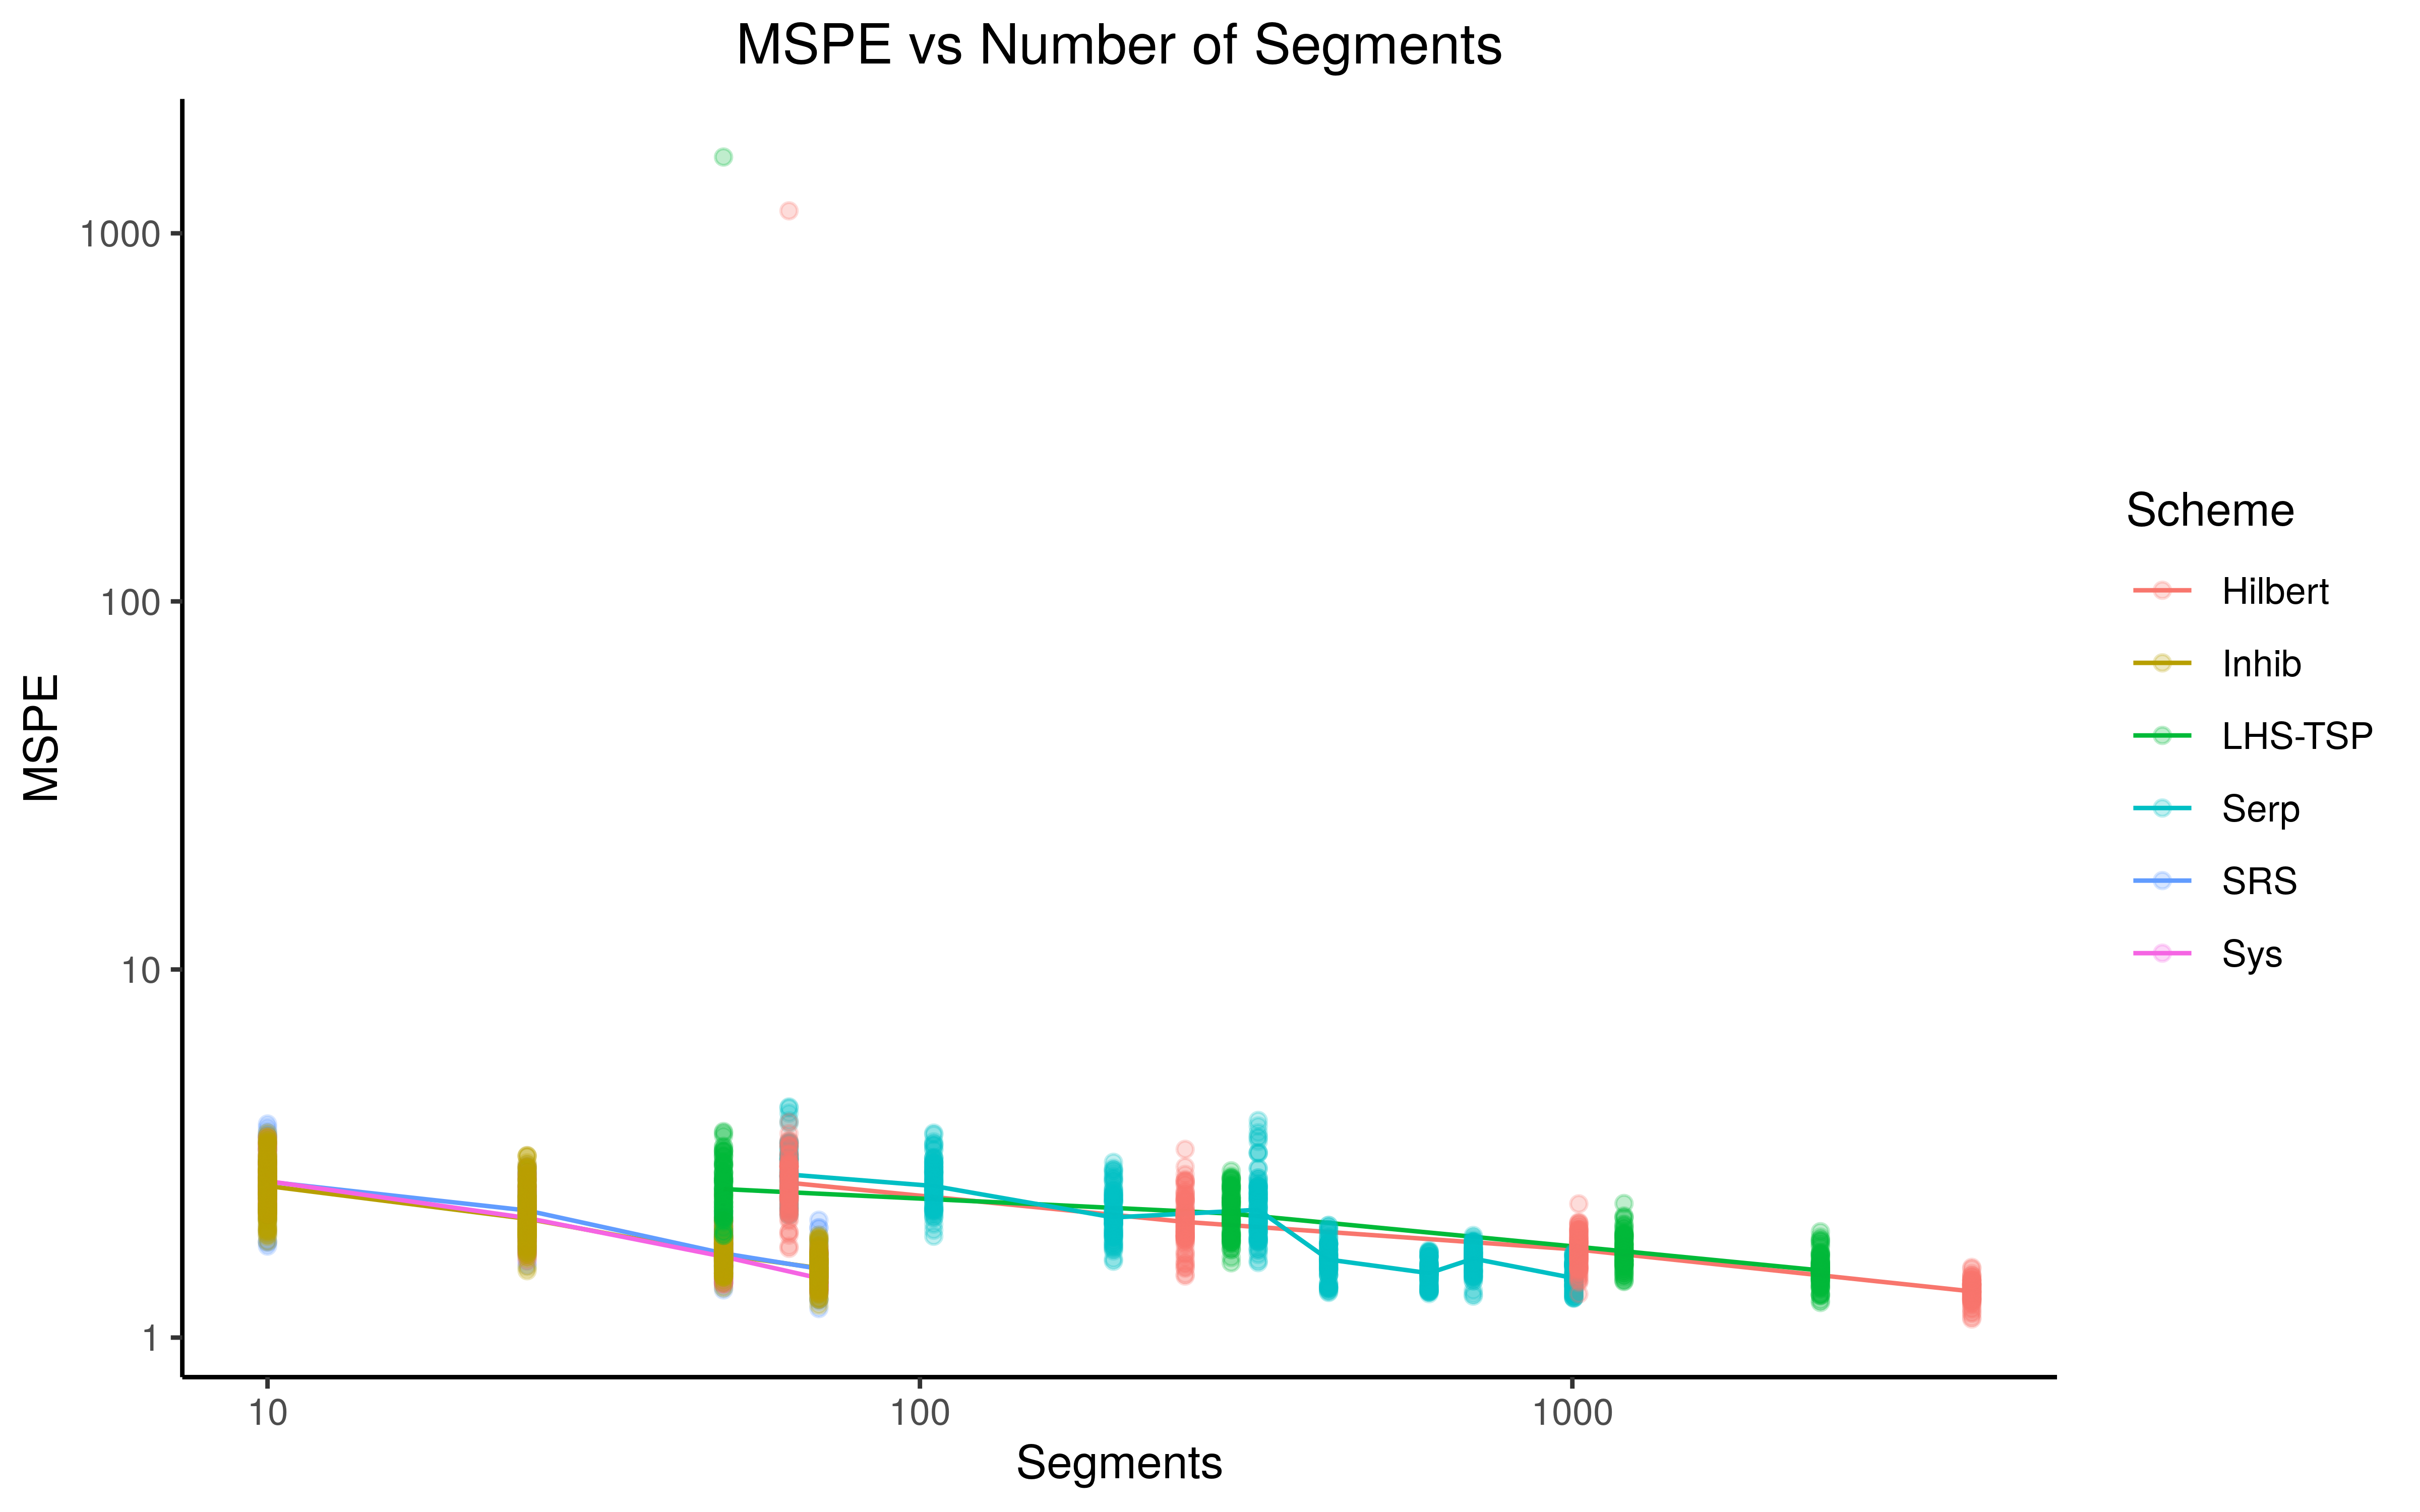 MSPE vs Number of Segments
MSPE
1000
100
10
1
10
100
1000
Segments
Scheme
Hilbert
Inhib
LHS-TSP
Serp
SRS
Sys